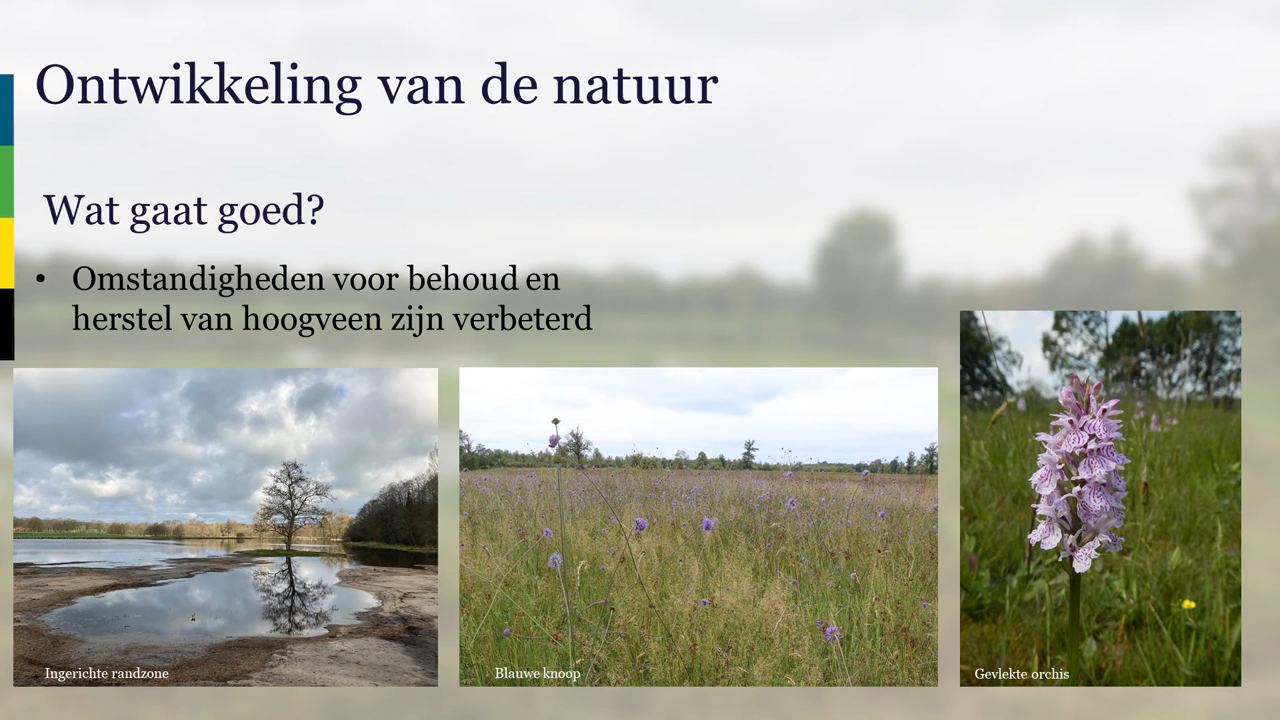 Ontwikkeling van de natuur
Wat gaat goed?
• Omstandigheden voor behoud en
herstel van hoogveen zijn verbeterd
Ingerichte randzone
Blauwe knoop
Gevlekte orchis